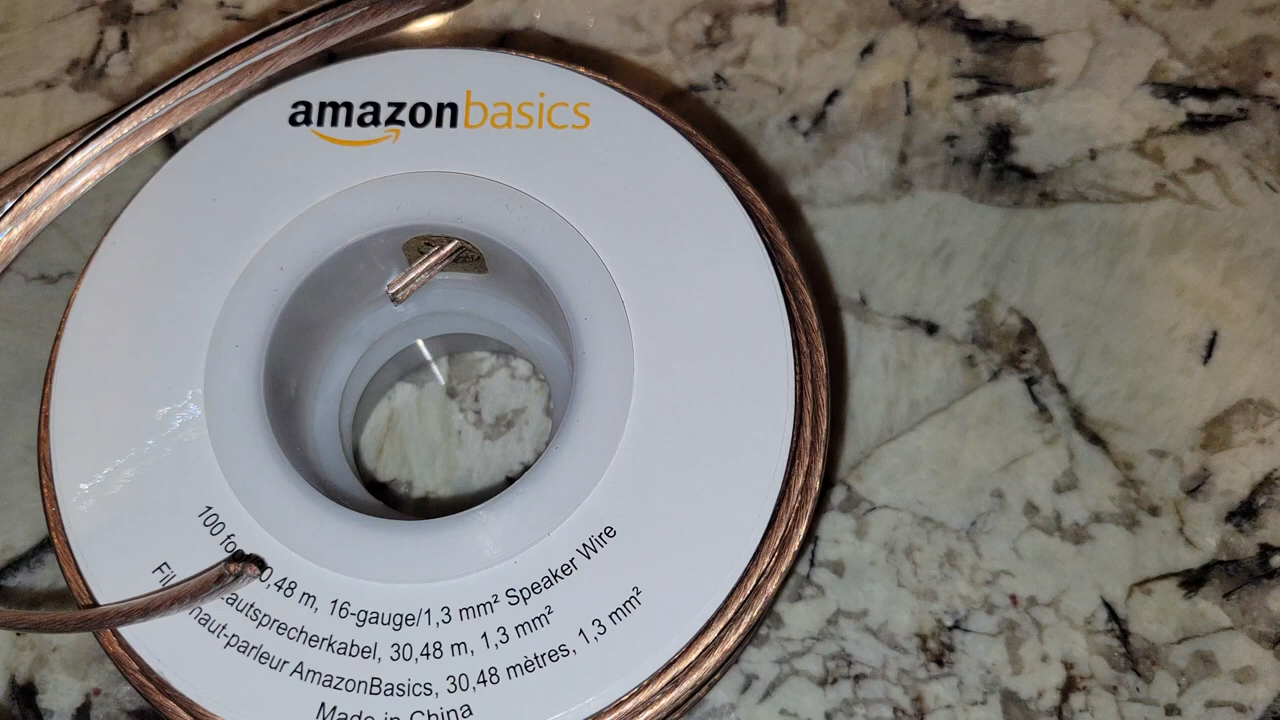 amazonbasics
100 0,48 m, 16-gauge/1,3 mm² Speaker Wire
autsprecherkabel, 30,48 m, 1,3 mm²
haut-parleur AmazonBasics, 30,48 mètres, 1,3 mm²
Made in China